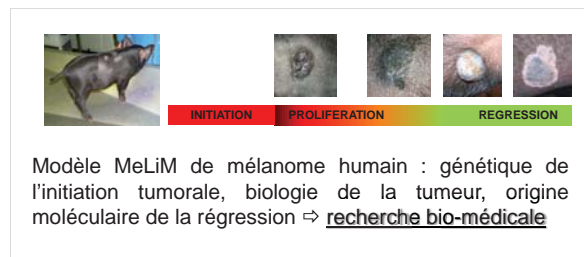 INITIATION PROLIFERATION REGRESSION
Modèle MeLiM de mélanome humain : génétique de
l'initiation tumorale, biologie de la tumeur, origine
moléculaire de la régression ⇨ recherche bio-médicale